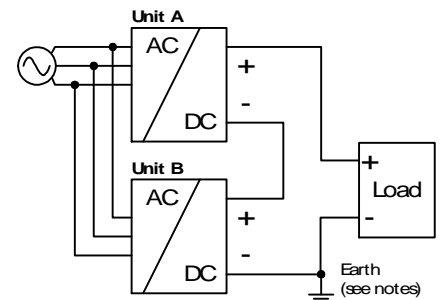 Unit A
AC
+
-
DC
Unit B
AC
+
-
DC
+
Load
-
Earth
(see notes)